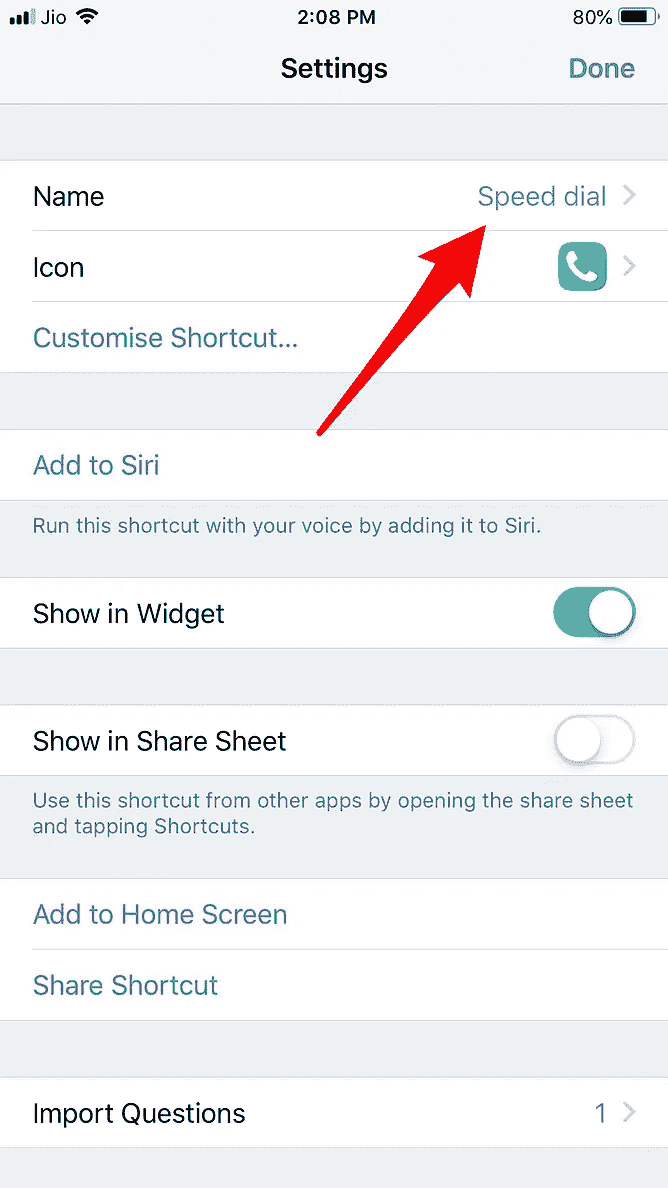 Jio 2:08 PM 80%
Settings Done
Name Speed dial
Icon
Customise Shortcut...
Add to Siri
Run this shortcut with your voice by adding it to Siri.
Show in Widget
Show in Share Sheet
Use this shortcut from other apps by opening the share sheet
and tapping Shortcuts.
Add to Home Screen
Share Shortcut
Import Questions 1